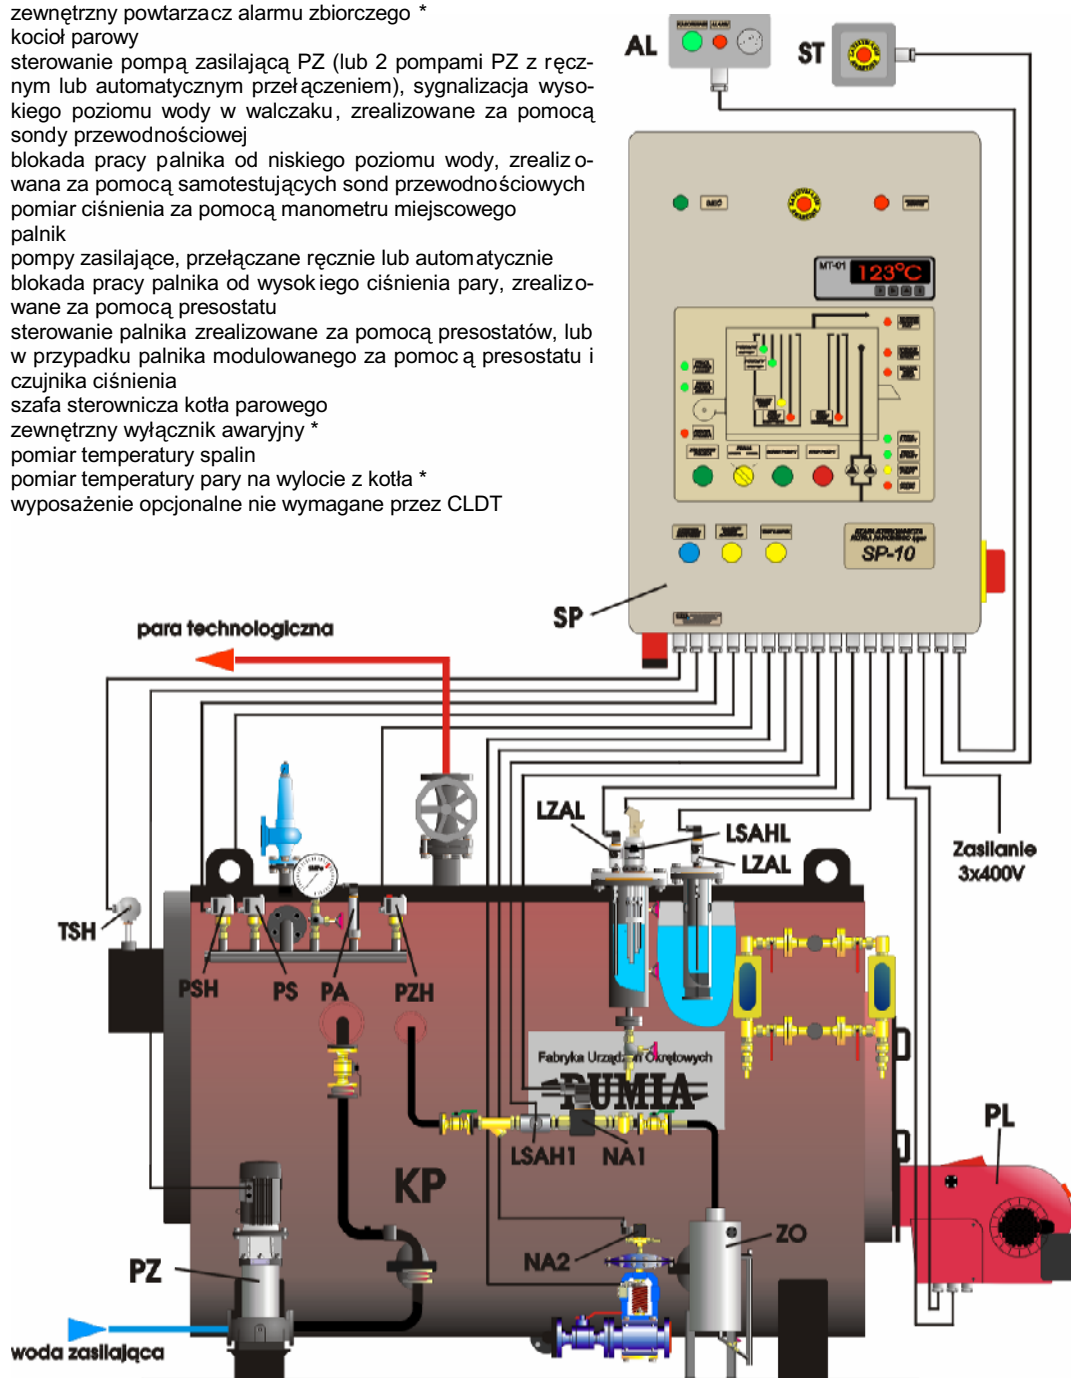 zewnętrzny powtarzacz alarmu zbiorczego *
kocioł parowy
sterowanie pompą zasilającą PZ (lub 2 pompami PZ z ręcz-
nym lub automatycznym przełączeniem), sygnalizacja wyso-
kiego poziomu wody w walczaku, zrealizowane za pomocą
sondy przewodnościowej
blokada pracy palnika od niskiego poziomu wody, zrealizo-
wana za pomocą samotestujących sond przewodnościowych
pomiar ciśnienia za pomocą manometru miejscowego
palnik
pompy zasilające, przełączane ręcznie lub automatycznie
blokada pracy palnika od wysokiego ciśnienia pary, zrealizo-
wane za pomocą presostatu
sterowanie palnika zrealizowane za pomocą presostatów, lub
w przypadku palnika modulowanego za pomocą presostatu i
czujnika ciśnienia
szafa sterownicza kotła parowego
zewnętrzny wyłącznik awaryjny *
pomiar temperatury spalin
pomiar temperatury pary na wylocie z kotła *
wyposażenie opcjonalne nie wymagane przez CLDT
AL
ST
MT-01
123°C
SP-10
SP
para technologiczna
LZAL
LSAHL
LZAL
Zasilanie
3x400V
TSH
PSH
PS
PA
PZH
Fabryka Urządzeń Okrętowych
RUMIA
LSAH1
NA1
PL
KP
ZO
NA2
PZ
woda zasilająca